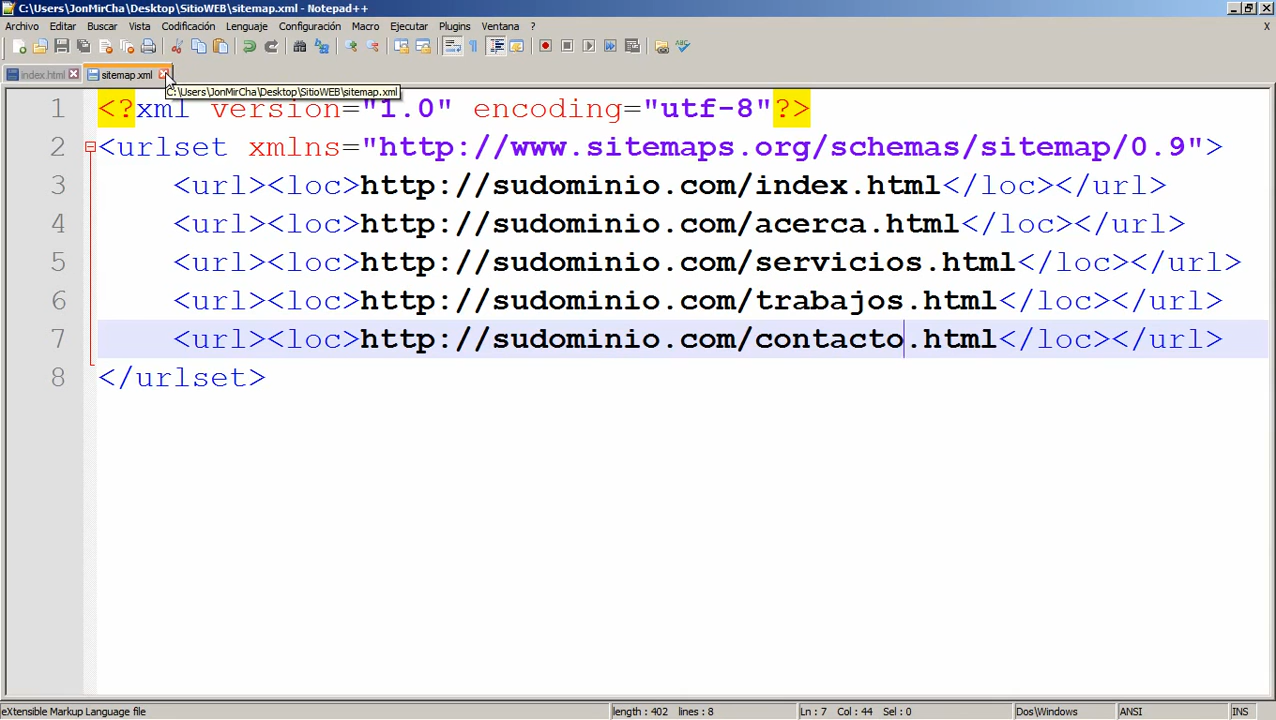 C:\Users\JonMirCha\Desktop\SitioWEB\sitemap.xml - Notepad++
Archivo Editar Buscar Vista Codificación Lenguaje Configuración Macro Ejecutar Plugins Ventana ? X
index.html sitemap.xml
C:\Users\JonMirCha\Desktop\SitioWEB\sitemap.xml
1 <?xml version="1.0" encoding="utf-8"?>
2 <urlset xmlns="http://www.sitemaps.org/schemas/sitemap/0.9">
3 <url><loc>http://sudominio.com/index.html</loc></url>
4 <url><loc>http://sudominio.com/acerca.html</loc></url>
5 <url><loc>http://sudominio.com/servicios.html</loc></url>
6 <url><loc>http://sudominio.com/trabajos.html</loc></url>
7 <url><loc>http://sudominio.com/contacto.html</loc></url>
8 </urlset>
eXtensible Markup Language file length : 402 lines : 8 Ln : 7 Col : 44 Sel : 0 Dos\Windows ANSI INS